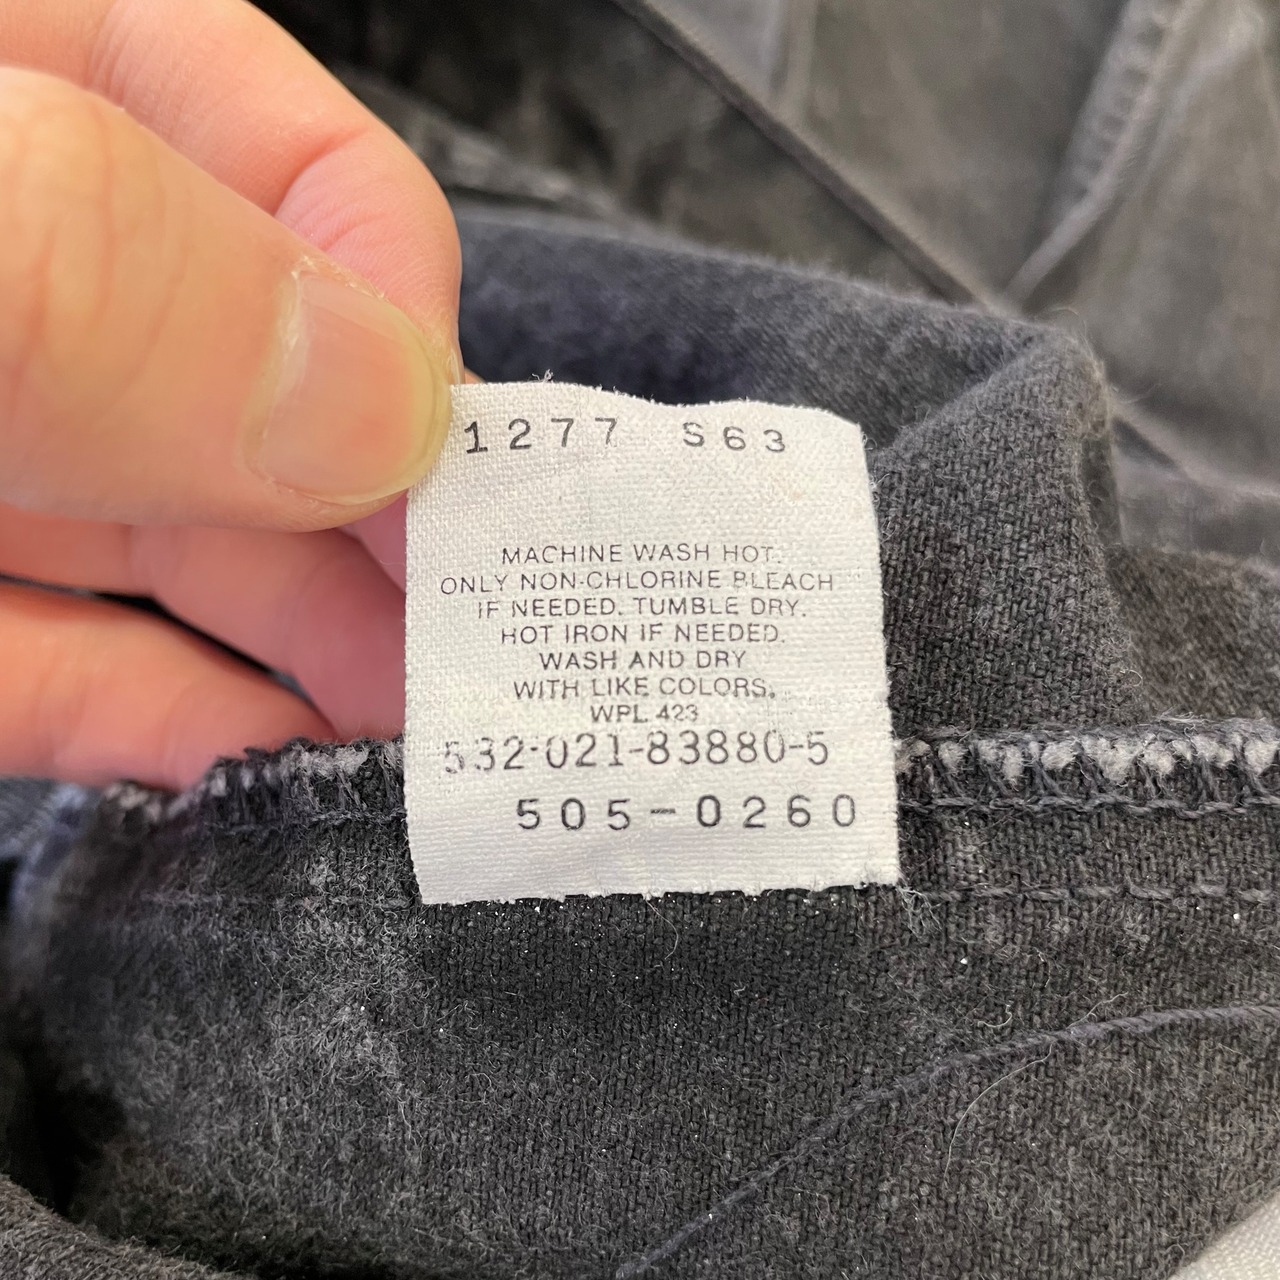 1277 S63
MACHINE WASH HOT.
ONLY NON-CHLORINE BLEACH
IF NEEDED. TUMBLE DRY.
HOT IRON IF NEEDED.
WASH AND DRY
WITH LIKE COLORS.
WPL 423
532-021-83880-5
505-0260